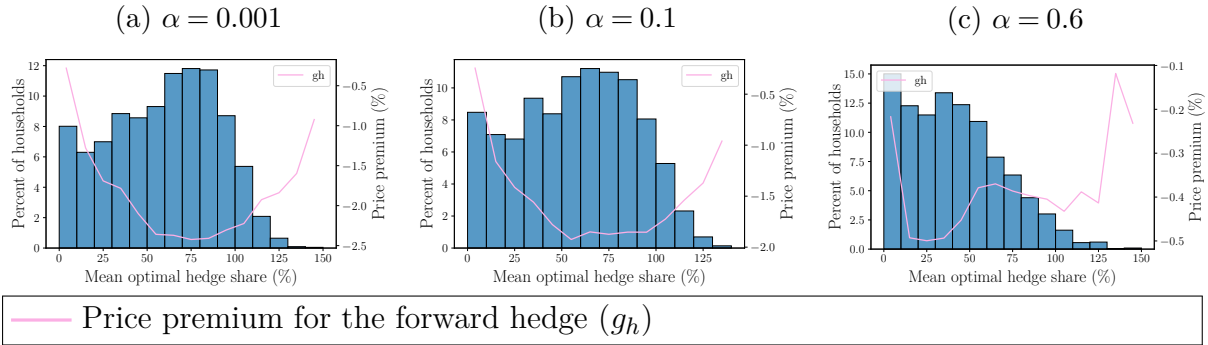 (a) α = 0.001
(b) α = 0.1
(c) α = 0.6
Percent of households
12
10
8
6
4
2
0
gh
−0.5
−1.0
−1.5
−2.0
−2.5
Price premium (%)
0 25 50 75 100 125 150
Mean optimal hedge share (%)
Percent of households
10
8
6
4
2
0
gh
−0.5
−1.0
−1.5
−2.0
Price premium (%)
0 25 50 75 100 125
Mean optimal hedge share (%)
Percent of households
15.0
12.5
10.0
7.5
5.0
2.5
0.0
gh
−0.1
−0.2
−0.3
−0.4
−0.5
Price premium (%)
0 25 50 75 100 125 150
Mean optimal hedge share (%)
Price premium for the forward hedge (g_h)